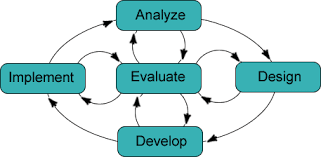 Analyze
Implement
Evaluate
Design
Develop